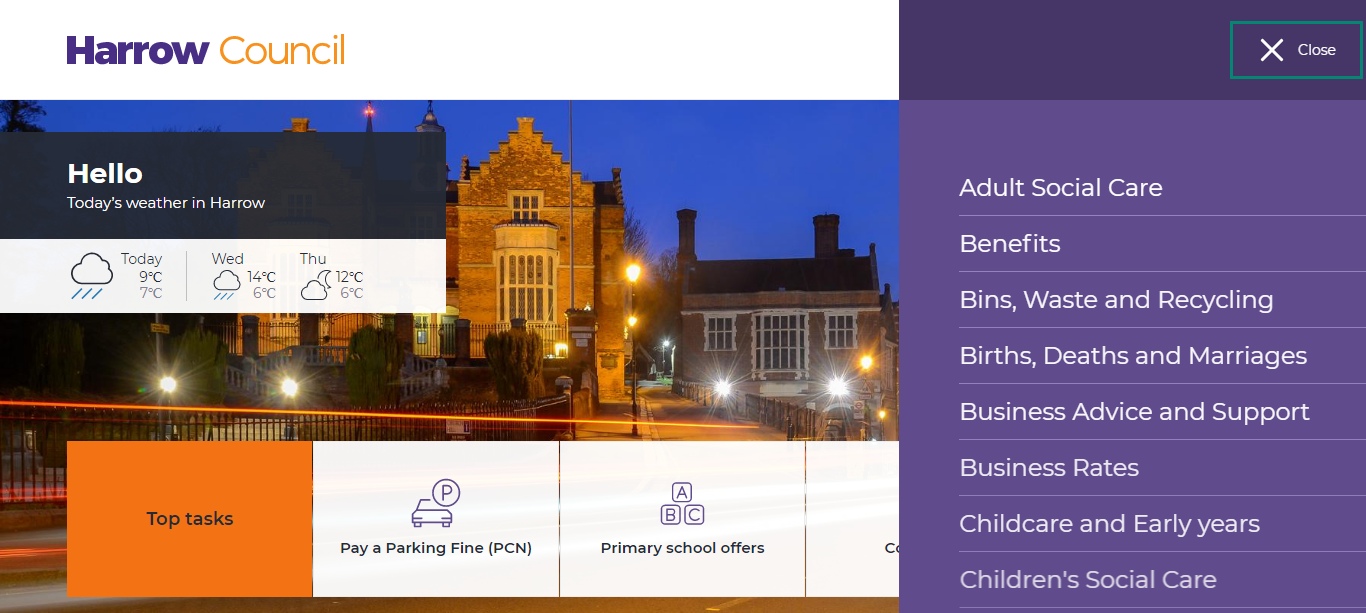 Harrow Council
Close
Hello
Today's weather in Harrow
Today
9°C
7°C
Wed
14°C
6°C
Thu
12°C
6°C
Top tasks
P
Pay a Parking Fine (PCN)
A
B C
Primary school offers
Adult Social Care
Benefits
Bins, Waste and Recycling
Births, Deaths and Marriages
Business Advice and Support
Business Rates
Childcare and Early years
Children's Social Care